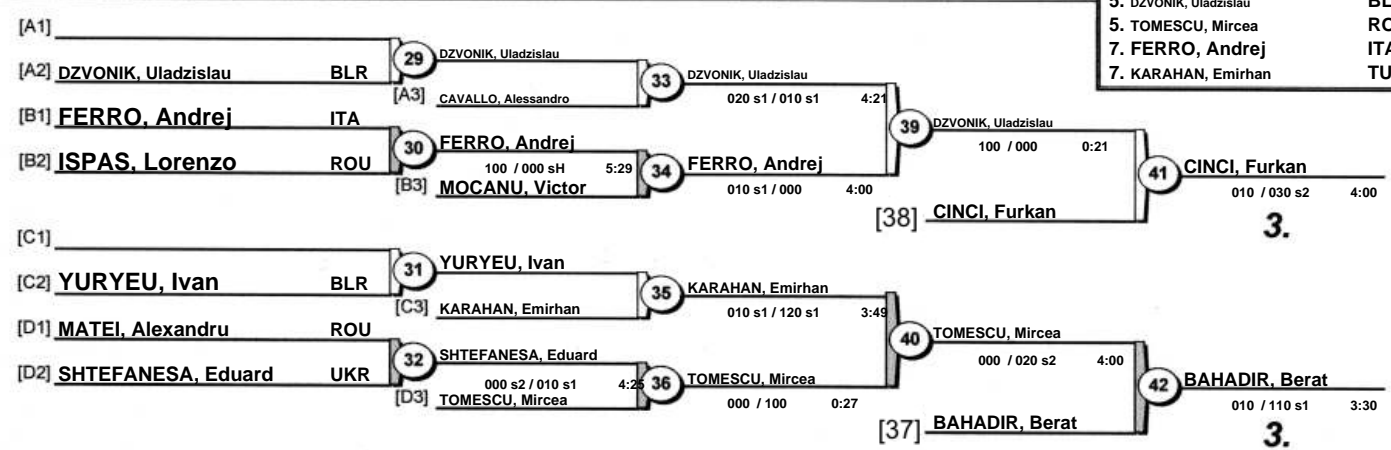 5. DZVONIK, Uladzislau BL
5. TOMESCU, Mircea RO
7. FERRO, Andrej ITA
7. KARAHAN, Emirhan TU
[A1]
[A2] DZVONIK, Uladzislau BLR
29 DZVONIK, Uladzislau
[A3] CAVALLO, Alessandro
33 DZVONIK, Uladzislau
020 s1 / 010 s1 4:21
[B1] FERRO, Andrej ITA
[B2] ISPAS, Lorenzo ROU
30 FERRO, Andrej
100 / 000 sH 5:29
[B3] MOCANU, Victor
34 FERRO, Andrej
010 s1 / 000 4:00
39 DZVONIK, Uladzislau
100 / 000 0:21
[38] CINCI, Furkan
41 CINCI, Furkan
010 / 030 s2 4:00
3.
[C1]
[C2] YURYEU, Ivan BLR
31 YURYEU, Ivan
[C3] KARAHAN, Emirhan
35 KARAHAN, Emirhan
010 s1 / 120 s1 3:49
[D1] MATEI, Alexandru ROU
[D2] SHTEFANESA, Eduard UKR
32 SHTEFANESA, Eduard
000 s2 / 010 s1 4:25
[D3] TOMESCU, Mircea
36 TOMESCU, Mircea
000 / 100 0:27
40 TOMESCU, Mircea
000 / 020 s2 4:00
[37] BAHADIR, Berat
42 BAHADIR, Berat
010 / 110 s1 3:30
3.